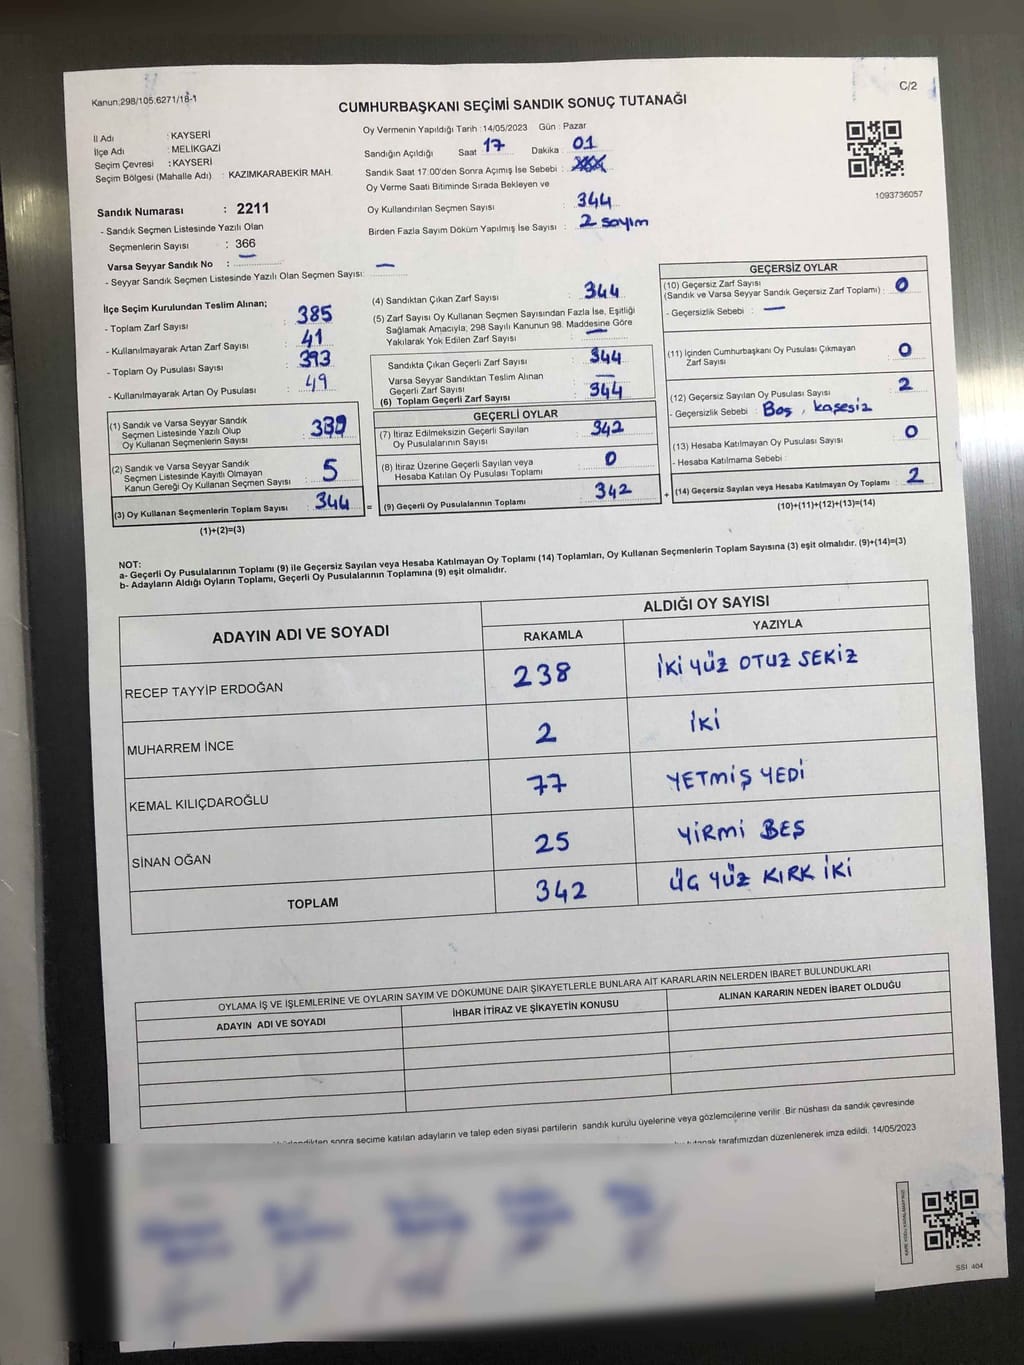 Kanun:298/105.6271/18-1
C/2
CUMHURBAŞKANI SEÇİMİ SANDIK SONUÇ TUTANAĞI
İl Adı : KAYSERİ
İlçe Adı : MELİKGAZİ
Seçim Çevresi : KAYSERİ
Seçim Bölgesi (Mahalle Adı) : KAZIMKARABEKİR MAH.
Oy Vermenin Yapıldığı Tarih :14/05/2023 Gün : Pazar
Sandığın Açıldığı Saat 17 Dakika : 01
Sandık Saat 17.00'den Sonra Açımış İse Sebebi : XXX
Oy Verme Saati Bitiminde Sırada Bekleyen ve
Oy Kullandırılan Seçmen Sayısı : 344
Birden Fazla Sayım Döküm Yapılmış İse Sayısı : 2 sayım
1093736057
Sandık Numarası : 2211
- Sandık Seçmen Listesinde Yazılı Olan
Seçmenlerin Sayısı : 366
Varsa Seyyar Sandık No : —
- Seyyar Sandık Seçmen Listesinde Yazılı Olan Seçmen Sayısı: —
İlçe Seçim Kurulundan Teslim Alınan;
- Toplam Zarf Sayısı : 385
- Kullanılmayarak Artan Zarf Sayısı : 41
- Toplam Oy Pusulası Sayısı : 393
- Kullanılmayarak Artan Oy Pusulası : 49
(1) Sandık ve Varsa Seyyar Sandık
Seçmen Listesinde Yazılı Olup
Oy Kullanan Seçmenlerin Sayısı : 339
(2) Sandık ve Varsa Seyyar Sandık
Seçmen Listesinde Kayıtlı Olmayan
Kanun Gereği Oy Kullanan Seçmen Sayısı : 5
(3) Oy Kullanan Seçmenlerin Toplam Sayısı : 344 =
(1)+(2)=(3)
(4) Sandıktan Çıkan Zarf Sayısı : 344
(5) Zarf Sayısı Oy Kullanan Seçmen Sayısından Fazla İse, Eşitliği
Sağlamak Amacıyla; 298 Sayılı Kanunun 98. Maddesine Göre
Yakılarak Yok Edilen Zarf Sayısı : —
Sandıkta Çıkan Geçerli Zarf Sayısı : 344
Varsa Seyyar Sandıktan Teslim Alınan
Geçerli Zarf Sayısı : —
(6) Toplam Geçerli Zarf Sayısı : 344
GEÇERLİ OYLAR
(7) İtiraz Edilmeksizin Geçerli Sayılan
Oy Pusulalarının Sayısı : 342
(8) İtiraz Üzerine Geçerli Sayılan veya
Hesaba Katılan Oy Pusulası Toplamı : 0
(9) Geçerli Oy Pusulalarının Toplamı : 342 +
GEÇERSİZ OYLAR
(10) Geçersiz Zarf Sayısı
(Sandık ve Varsa Seyyar Sandık Geçersiz Zarf Toplamı) : 0
- Geçersizlik Sebebi : —
(11) İçinden Cumhurbaşkanı Oy Pusulası Çıkmayan
Zarf Sayısı : 0
(12) Geçersiz Sayılan Oy Pusulası Sayısı : 2
- Geçersizlik Sebebi : Boş, kaşesiz
(13) Hesaba Katılmayan Oy Pusulası Sayısı : 0
- Hesaba Katılmama Sebebi :
(14) Geçersiz Sayılan veya Hesaba Katılmayan Oy Toplamı : 2
(10)+(11)+(12)+(13)=(14)
NOT:
a- Geçerli Oy Pusulalarının Toplamı (9) ile Geçersiz Sayılan veya Hesaba Katılmayan Oy Toplamı (14) Toplamları, Oy Kullanan Seçmenlerin Toplam Sayısına (3) eşit olmalıdır. (9)+(14)=(3)
b- Adayların Aldığı Oyların Toplamı, Geçerli Oy Pusulalarının Toplamına (9) eşit olmalıdır.
ADAYIN ADI VE SOYADI
ALDIĞI OY SAYISI
RAKAMLA YAZIYLA
RECEP TAYYİP ERDOĞAN 238 İKİ YÜZ OTUZ SEKİZ
MUHARREM İNCE 2 İKİ
KEMAL KILIÇDAROĞLU 77 YETMİŞ YEDİ
SİNAN OĞAN 25 YİRMİ BEŞ
TOPLAM 342 ÜÇ YÜZ KIRK İKİ
OYLAMA İŞ VE İŞLEMLERİNE VE OYLARIN SAYIM VE DÖKÜMÜNE DAİR ŞİKAYETLERLE BUNLARA AİT KARARLARIN NELERDEN İBARET BULUNDUKLARI
ADAYIN ADI VE SOYADI İHBAR İTİRAZ VE ŞİKAYETİN KONUSU ALINAN KARARIN NEDEN İBARET OLDUĞU
sonra seçime katılan adayların ve talep eden siyasi partilerin sandık kurulu üyelerine veya gözlemcilerine verilir. Bir nüshası da sandık çevresinde
tutanak tarafımızdan düzenlenerek imza edildi. 14/05/2023
SSI 404